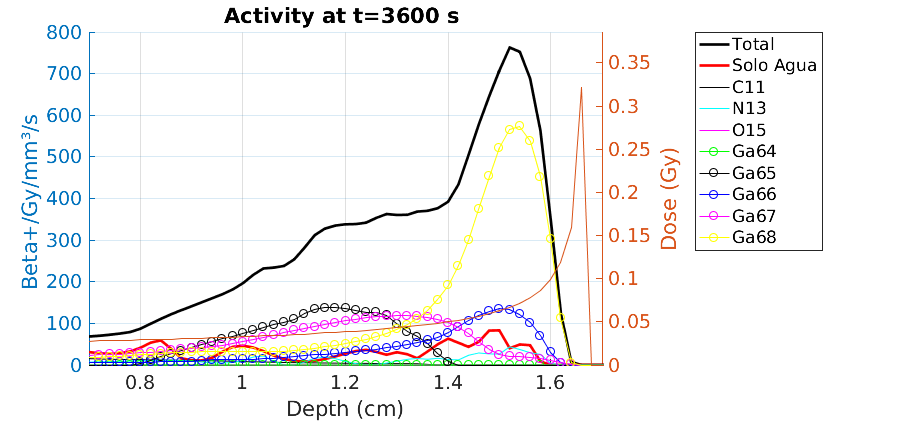 Activity at t=3600 s
Beta+/Gy/mm³/s
800
700
600
500
400
300
200
100
0
0.8
1
1.2
1.4
1.6
Depth (cm)
0.35
0.3
0.25
0.2
0.15
0.1
0.05
0
Dose (Gy)
Total
Solo Agua
C11
N13
O15
Ga64
Ga65
Ga66
Ga67
Ga68